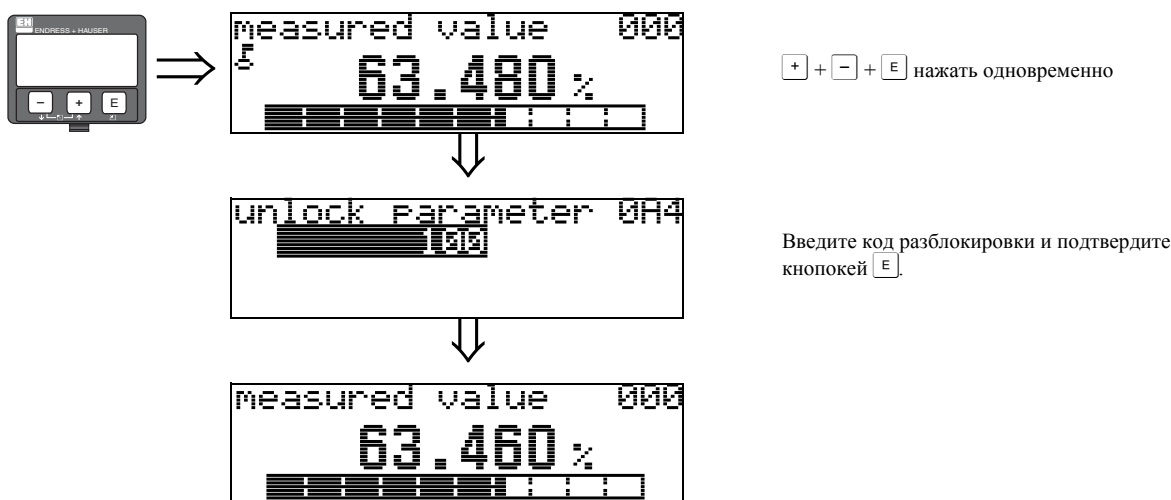 EH
ENDRESS + HAUSER
- + E
measured value 000
63.480 %
+ + - + E нажать одновременно
unlock parameter 0A4
100
Введите код разблокировки и подтвердите
кнопокей E.
measured value 000
63.460 %